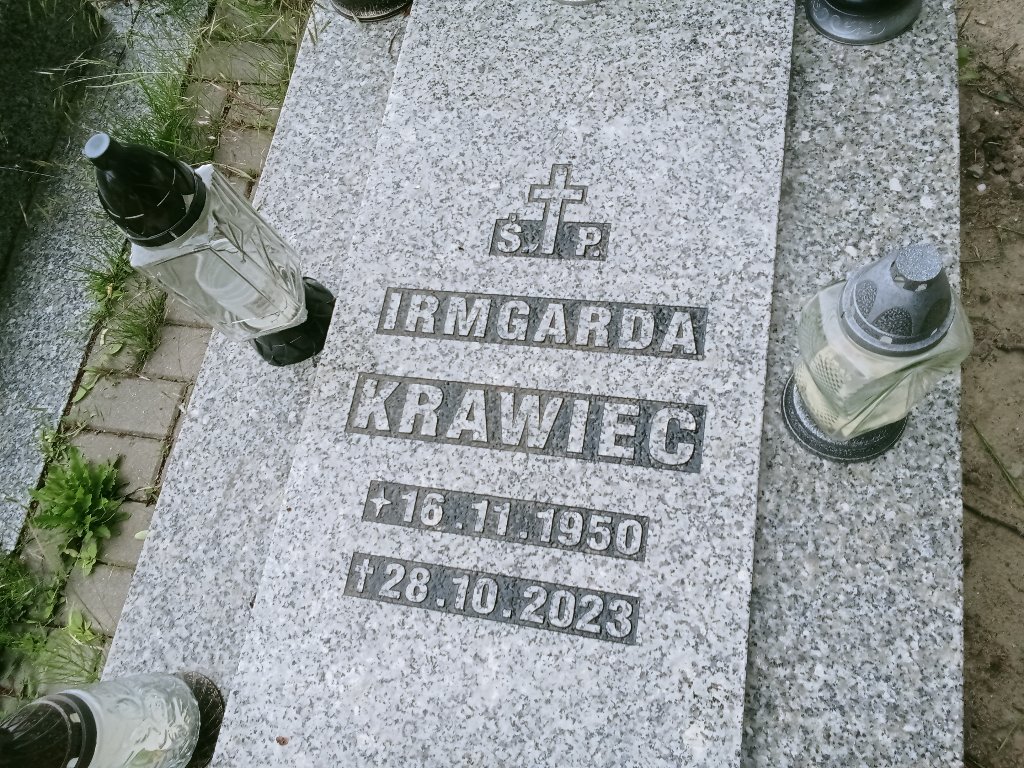 Ś. P.
IRMGARDA
KRAWIEC
16.11.1950
†28.10.2023